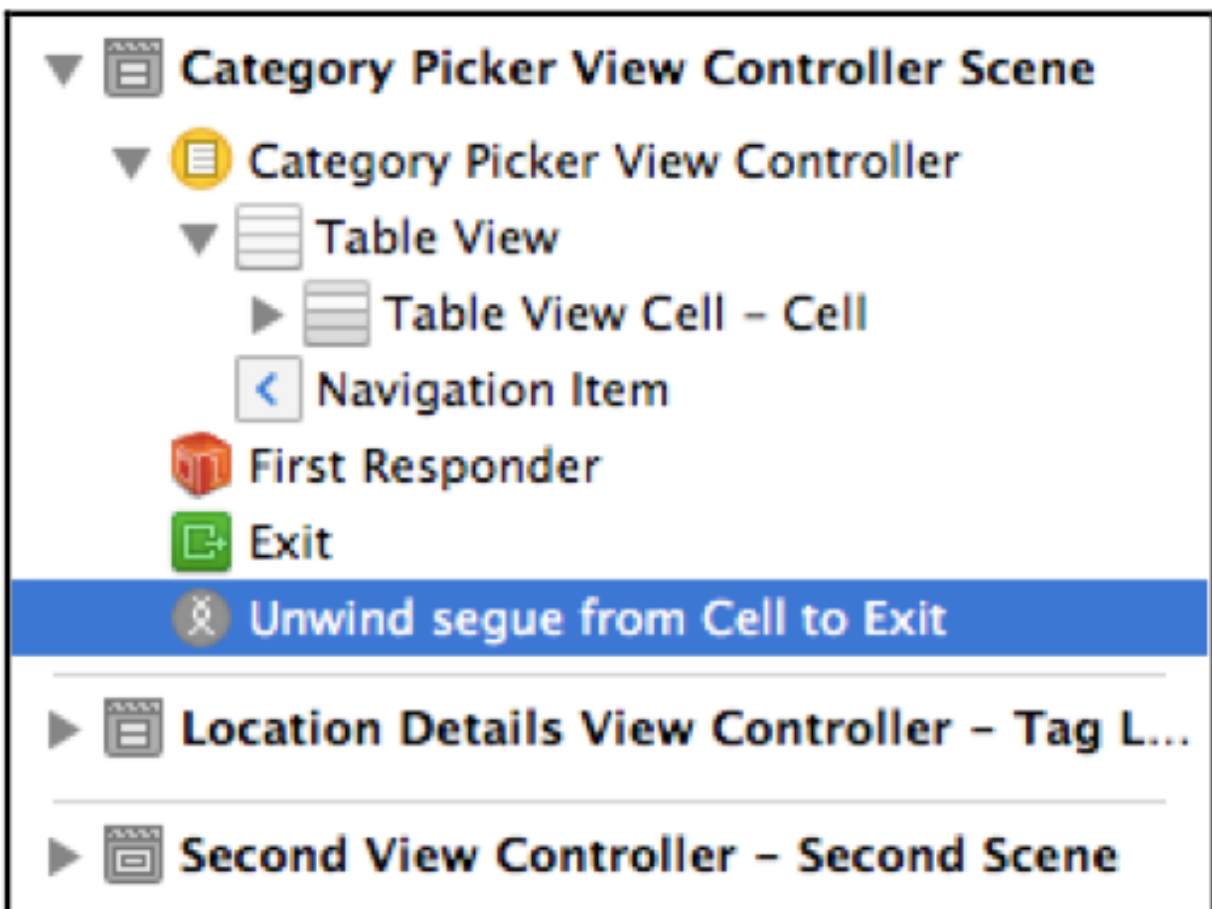 Category Picker View Controller Scene
Category Picker View Controller
Table View
Table View Cell – Cell
Navigation Item
First Responder
Exit
Unwind segue from Cell to Exit
Location Details View Controller – Tag L...
Second View Controller – Second Scene